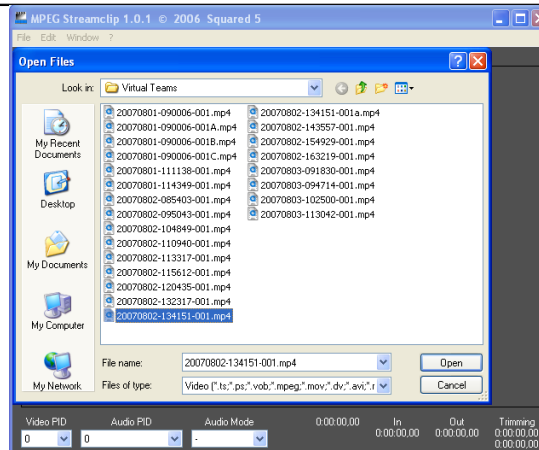 MPEG Streamclip 1.0.1 © 2006 Squared 5
File Edit Window ?
Open Files
Look in: Virtual Teams
My Recent Documents
Desktop
My Documents
My Computer
My Network
20070801-090006-001.mp4
20070801-090006-001A.mp4
20070801-090006-001B.mp4
20070801-090006-001C.mp4
20070801-111138-001.mp4
20070801-114349-001.mp4
20070802-085403-001.mp4
20070802-095043-001.mp4
20070802-104849-001.mp4
20070802-110940-001.mp4
20070802-113317-001.mp4
20070802-115612-001.mp4
20070802-120435-001.mp4
20070802-132317-001.mp4
20070802-134151-001.mp4
20070802-134151-001a.mp4
20070802-143557-001.mp4
20070802-154929-001.mp4
20070802-163219-001.mp4
20070803-091830-001.mp4
20070803-094714-001.mp4
20070803-102500-001.mp4
20070803-113042-001.mp4
File name: 20070802-134151-001.mp4 Open
Files of type: Video (*.ts;*.ps;*.vob;*.mpeg;*.mov;*.dv;*.avi;*.r Cancel
Video PID Audio PID Audio Mode 0:00:00,00 In Out Trimming
0 0 - 0:00:00,00 0:00:00,00 0:00:00,00
0:00:00,00